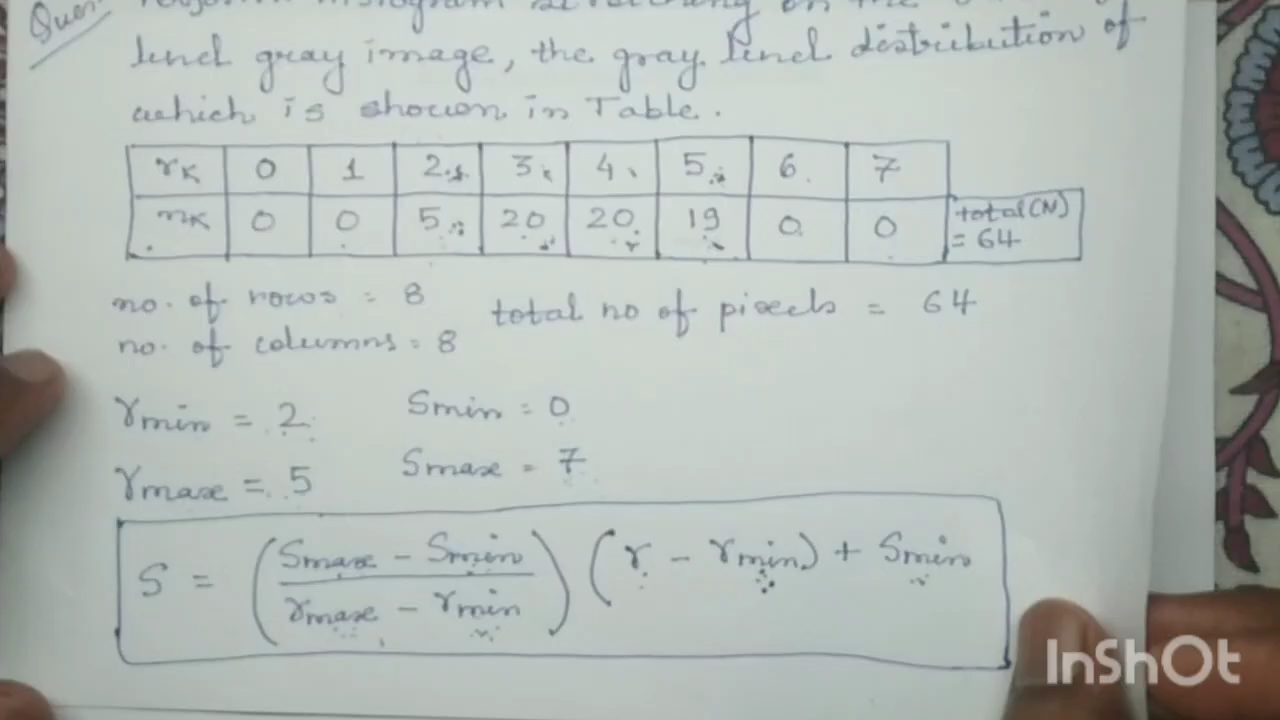 Ques:
level gray image, the gray level distribution of
which is shown in Table.
rK 0 1 2 3 4 5 6 7
nK 0 0 5 20 20 19 0 0 total(N) = 64
no. of rows = 8 total no of pixels = 64
no. of columns = 8
rmin = 2 Smin = 0
rmax = 5 Smax = 7
S = (Smax - Smin / rmax - rmin) (r - rmin) + Smin
InShOt